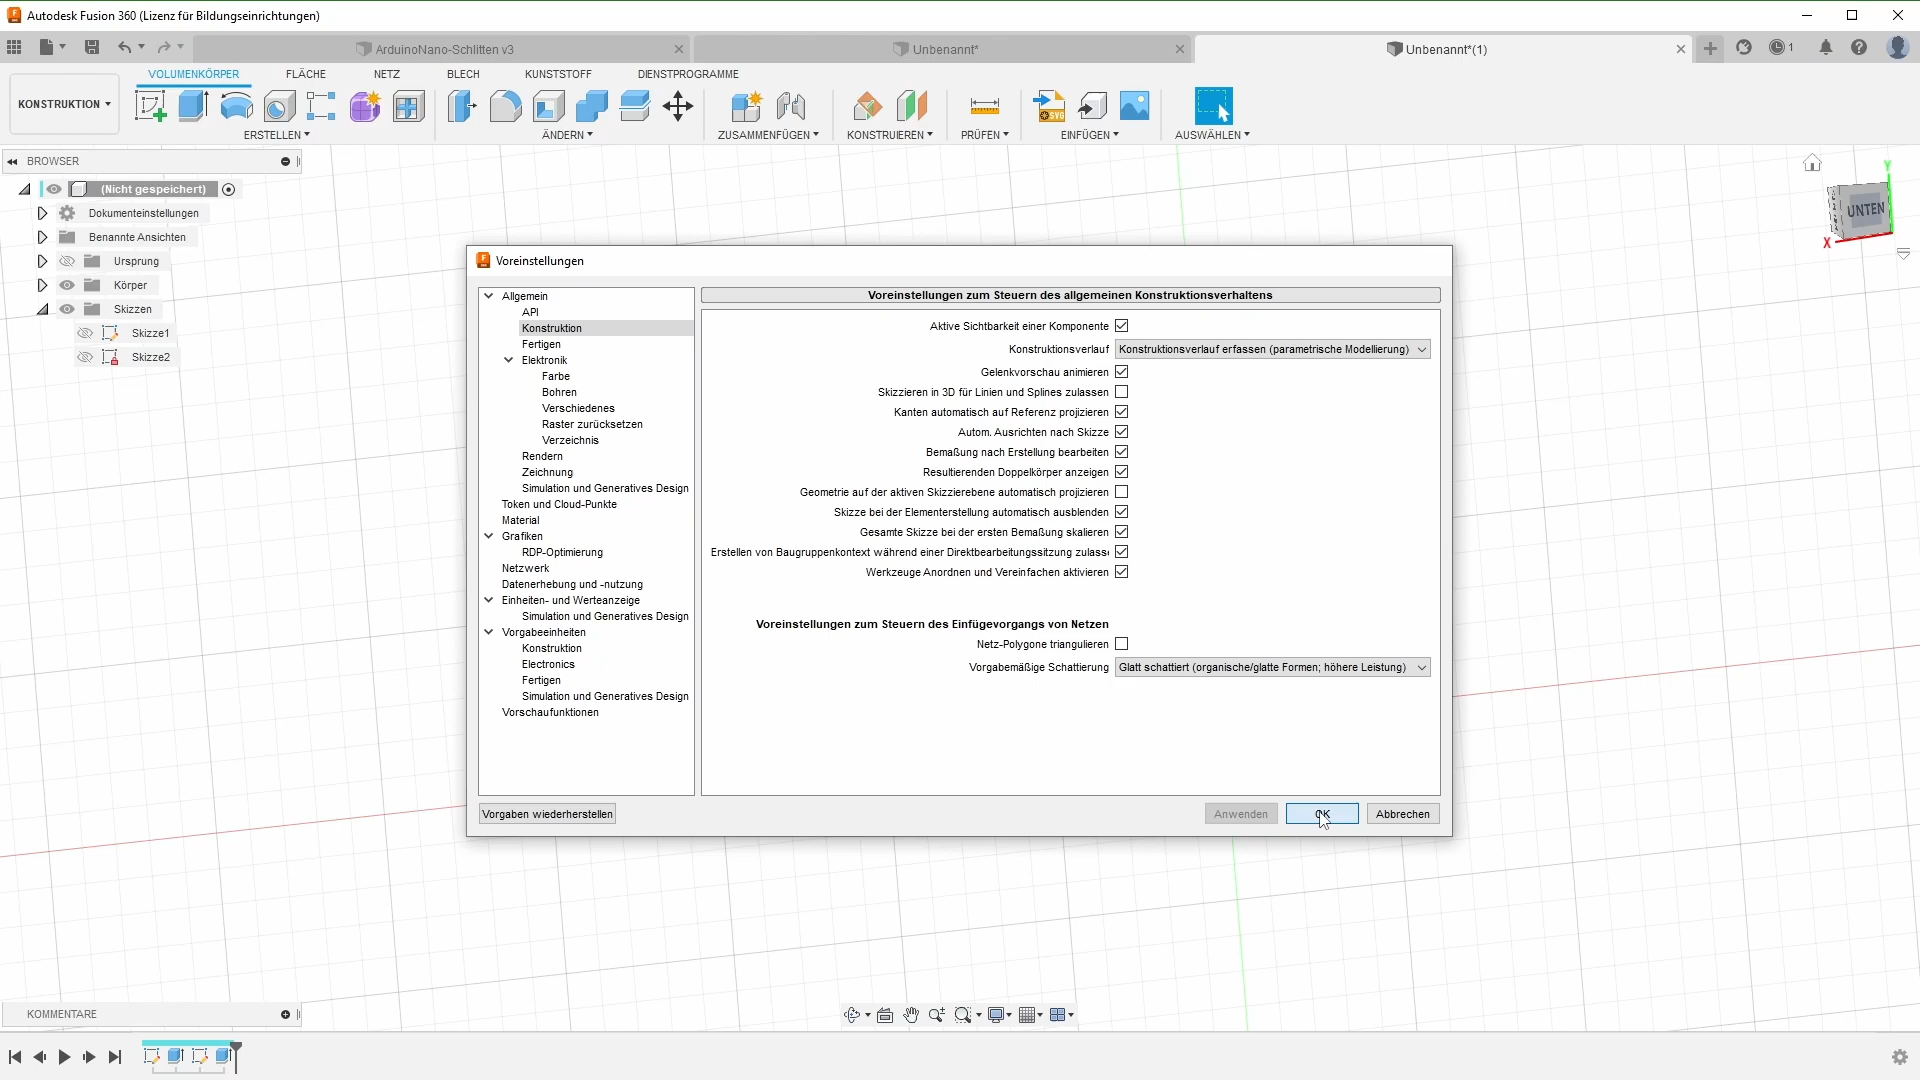 Autodesk Fusion 360 (Lizenz für Bildungseinrichtungen)
ArduinoNano-Schlitten v3
Unbenannt*
Unbenannt*(1)
1
KONSTRUKTION
VOLUMENKÖRPER
FLÄCHE
NETZ
BLECH
KUNSTSTOFF
DIENSTPROGRAMME
ERSTELLEN
ÄNDERN
ZUSAMMENFÜGEN
KONSTRUIEREN
PRÜFEN
SVG
EINFÜGEN
AUSWÄHLEN
BROWSER
(Nicht gespeichert)
Dokumenteinstellungen
Benannte Ansichten
Ursprung
Körper
Skizzen
Skizze1
Skizze2
Y
UNTEN
X
Voreinstellungen
Allgemein
API
Konstruktion
Fertigen
Elektronik
Farbe
Bohren
Verschiedenes
Raster zurücksetzen
Verzeichnis
Rendern
Zeichnung
Simulation und Generatives Design
Token und Cloud-Punkte
Material
Grafiken
RDP-Optimierung
Netzwerk
Datenerhebung und -nutzung
Einheiten- und Werteanzeige
Simulation und Generatives Design
Vorgabeeinheiten
Konstruktion
Electronics
Fertigen
Simulation und Generatives Design
Vorschaufunktionen
Voreinstellungen zum Steuern des allgemeinen Konstruktionsverhaltens
Aktive Sichtbarkeit einer Komponente
Konstruktionsverlauf Konstruktionsverlauf erfassen (parametrische Modellierung)
Gelenkvorschau animieren
Skizzieren in 3D für Linien und Splines zulassen
Kanten automatisch auf Referenz projizieren
Autom. Ausrichten nach Skizze
Bemaßung nach Erstellung bearbeiten
Resultierenden Doppelkörper anzeigen
Geometrie auf der aktiven Skizzierebene automatisch projizieren
Skizze bei der Elementerstellung automatisch ausblenden
Gesamte Skizze bei der ersten Bemaßung skalieren
Erstellen von Baugruppenkontext während einer Direktbearbeitungssitzung zulasse
Werkzeuge Anordnen und Vereinfachen aktivieren
Voreinstellungen zum Steuern des Einfügevorgangs von Netzen
Netz-Polygone triangulieren
Vorgabemäßige Schattierung Glatt schattiert (organische/glatte Formen; höhere Leistung)
Vorgaben wiederherstellen
Anwenden
OK
Abbrechen
KOMMENTARE